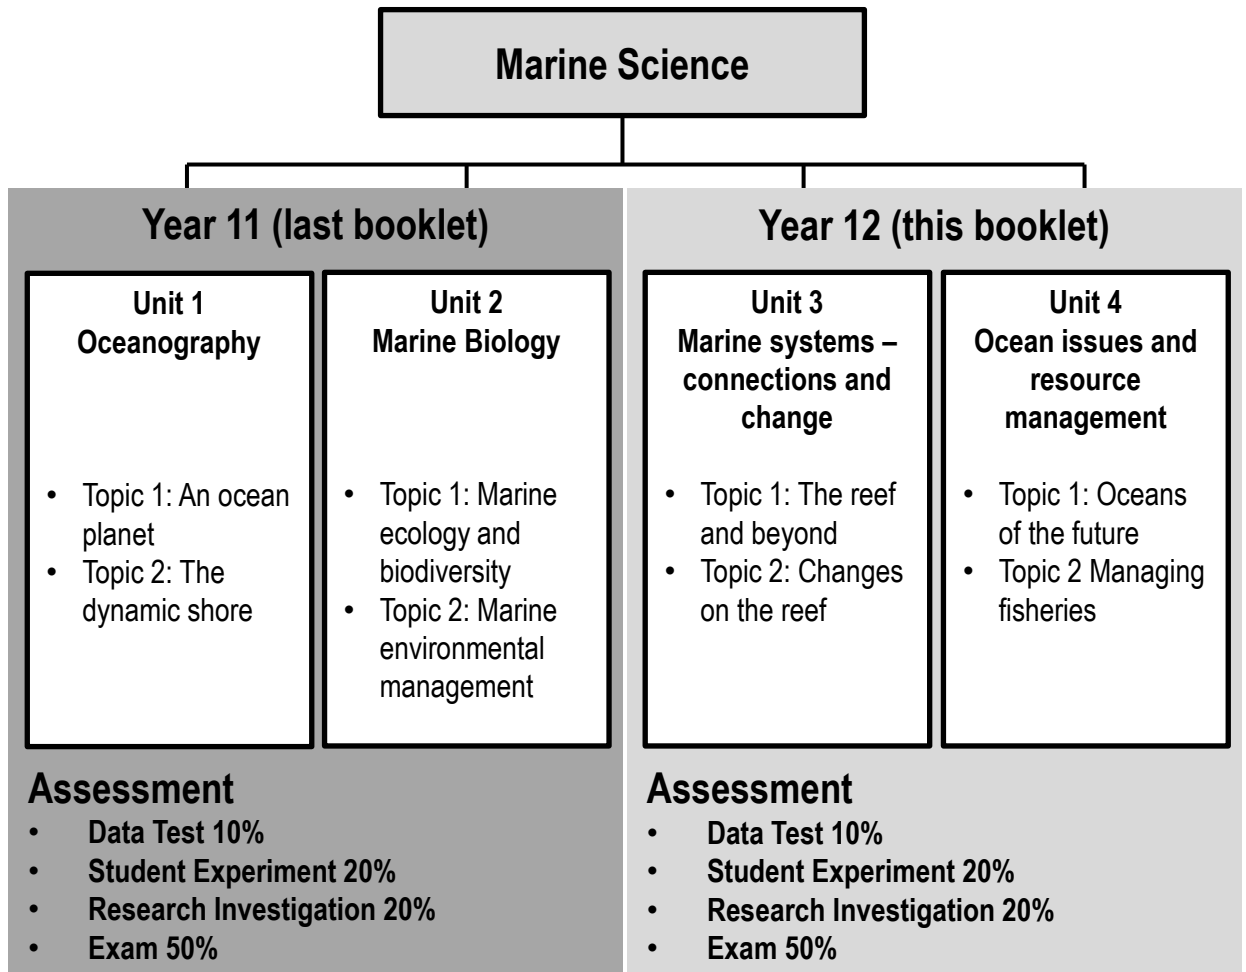 Marine Science
Year 11 (last booklet)
Unit 1
Oceanography
• Topic 1: An ocean
planet
• Topic 2: The
dynamic shore
Unit 2
Marine Biology
• Topic 1: Marine
ecology and
biodiversity
• Topic 2: Marine
environmental
management
Assessment
• Data Test 10%
• Student Experiment 20%
• Research Investigation 20%
• Exam 50%
Year 12 (this booklet)
Unit 3
Marine systems –
connections and
change
• Topic 1: The reef
and beyond
• Topic 2: Changes
on the reef
Unit 4
Ocean issues and
resource
management
• Topic 1: Oceans
of the future
• Topic 2 Managing
fisheries
Assessment
• Data Test 10%
• Student Experiment 20%
• Research Investigation 20%
• Exam 50%